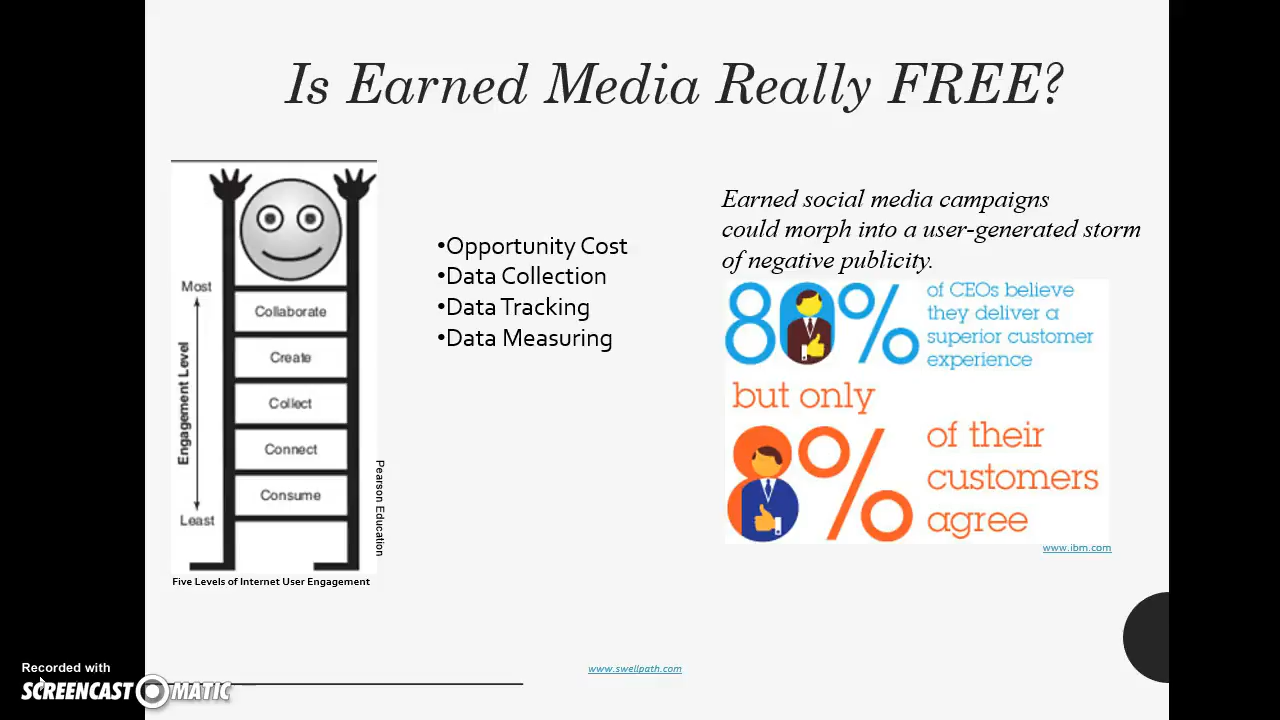 Is Earned Media Really FREE?
Most
Engagement Level
Least
Collaborate
Create
Collect
Connect
Consume
Pearson Education
Five Levels of Internet User Engagement
•Opportunity Cost
•Data Collection
•Data Tracking
•Data Measuring
Earned social media campaigns
could morph into a user-generated storm
of negative publicity.
80%
of CEOs believe
they deliver a
superior customer
experience
but only
8%
of their
customers
agree
www.ibm.com
www.swellpath.com
Recorded with
SCREENCAST-O-MATIC